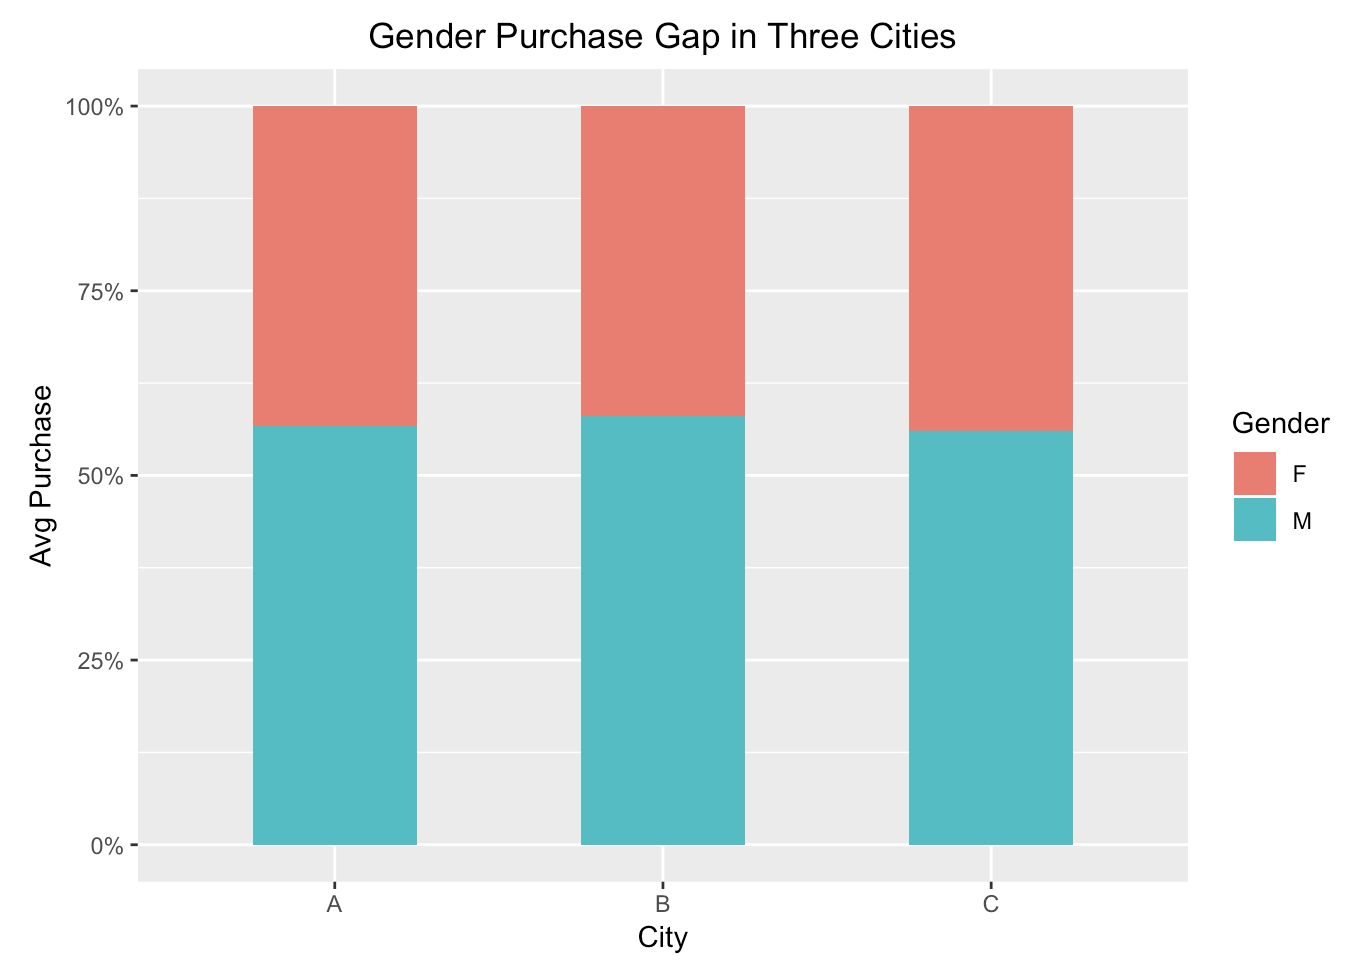 Gender Purchase Gap in Three Cities
100%
75%
50%
25%
0%
Avg Purchase
A
B
C
City
Gender
F
M